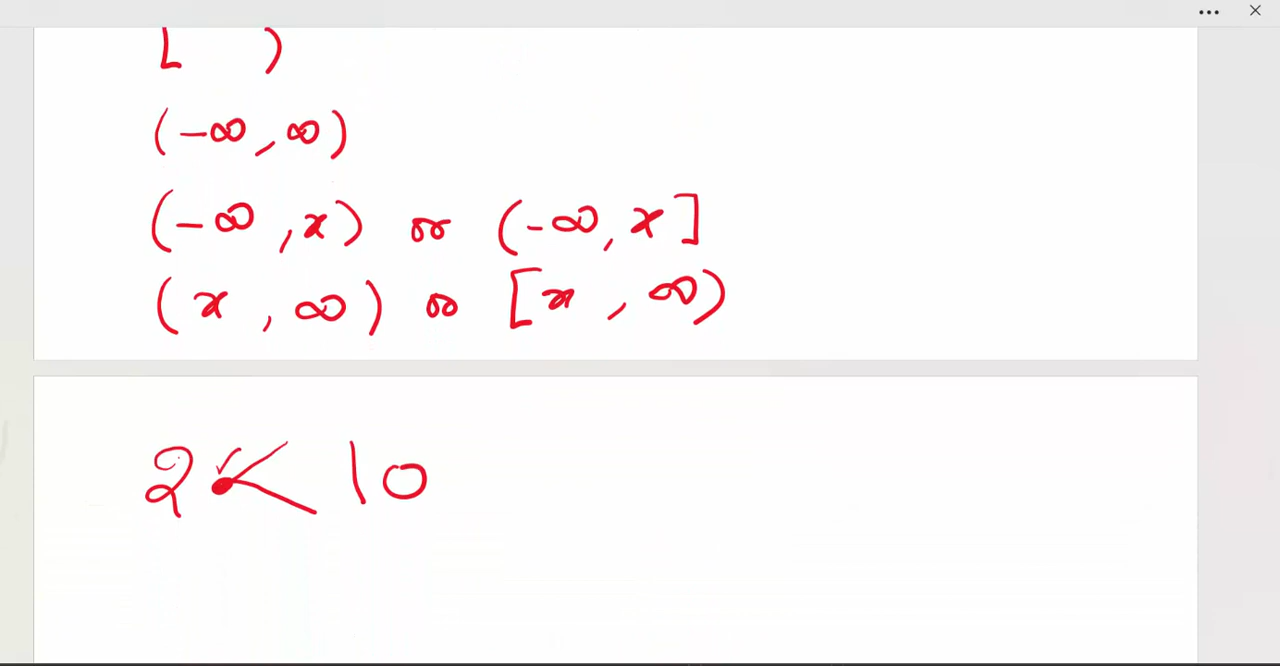 [ )
(-∞, ∞)
(-∞, x) or (-∞, x]
(x, ∞) or [x, ∞)
2 < 10